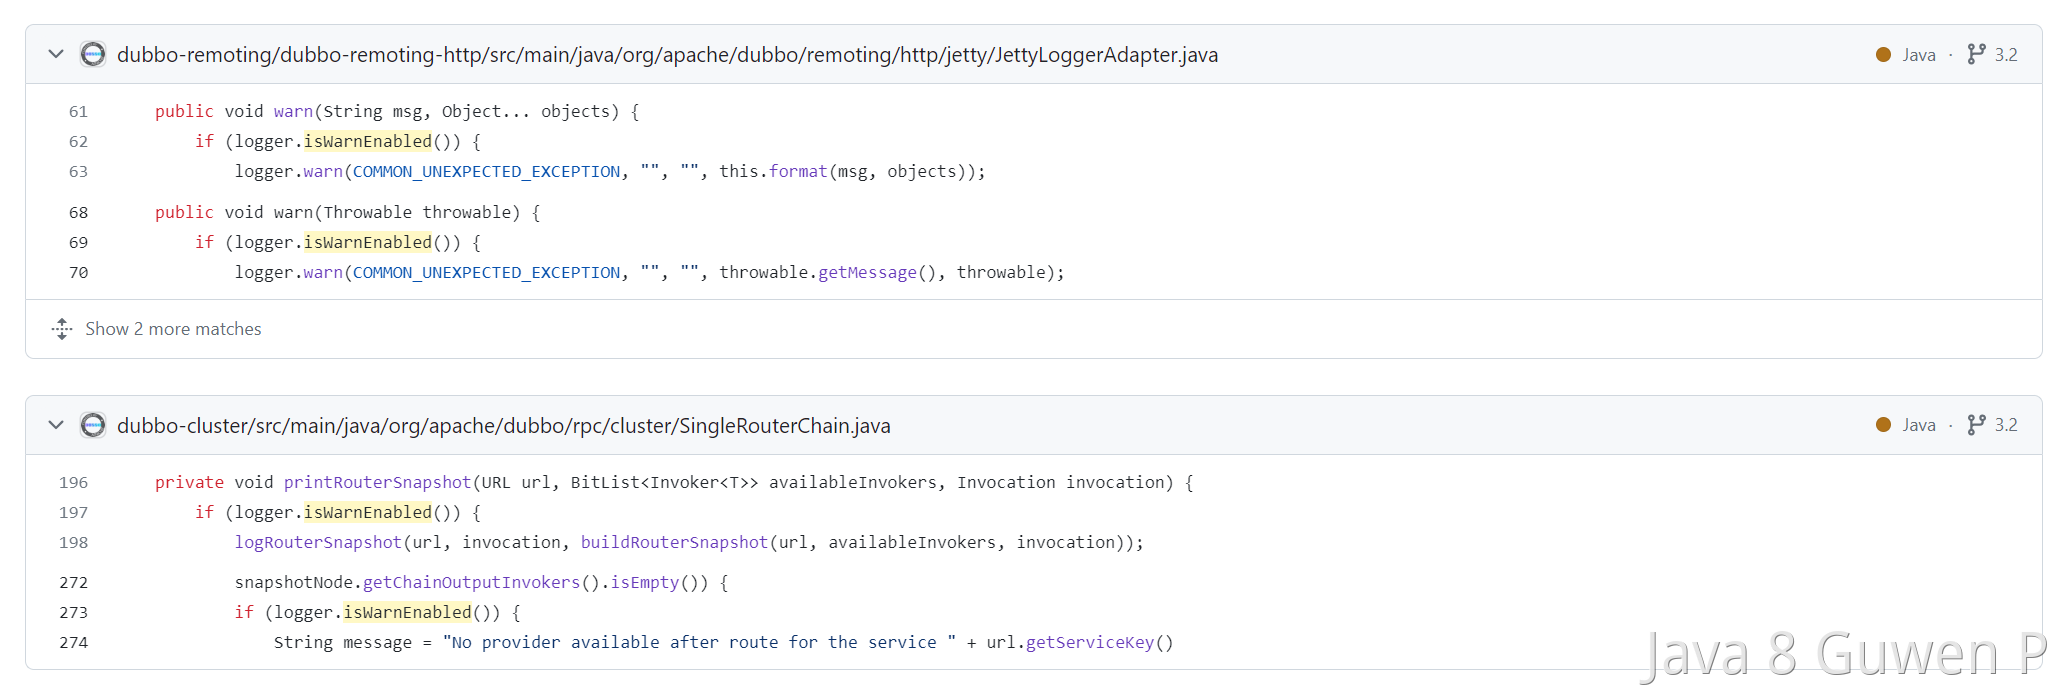 dubbo-remoting/dubbo-remoting-http/src/main/java/org/apache/dubbo/remoting/http/jetty/JettyLoggerAdapter.java Java · 3.2
61 public void warn(String msg, Object... objects) {
62 if (logger.isWarnEnabled()) {
63 logger.warn(COMMON_UNEXPECTED_EXCEPTION, "", "", this.format(msg, objects));
68 public void warn(Throwable throwable) {
69 if (logger.isWarnEnabled()) {
70 logger.warn(COMMON_UNEXPECTED_EXCEPTION, "", "", throwable.getMessage(), throwable);
Show 2 more matches
dubbo-cluster/src/main/java/org/apache/dubbo/rpc/cluster/SingleRouterChain.java Java · 3.2
196 private void printRouterSnapshot(URL url, BitList<Invoker<T>> availableInvokers, Invocation invocation) {
197 if (logger.isWarnEnabled()) {
198 logRouterSnapshot(url, invocation, buildRouterSnapshot(url, availableInvokers, invocation));
272 snapshotNode.getChainOutputInvokers().isEmpty()) {
273 if (logger.isWarnEnabled()) {
274 String message = "No provider available after route for the service " + url.getServiceKey()
Java 8 Guwen P